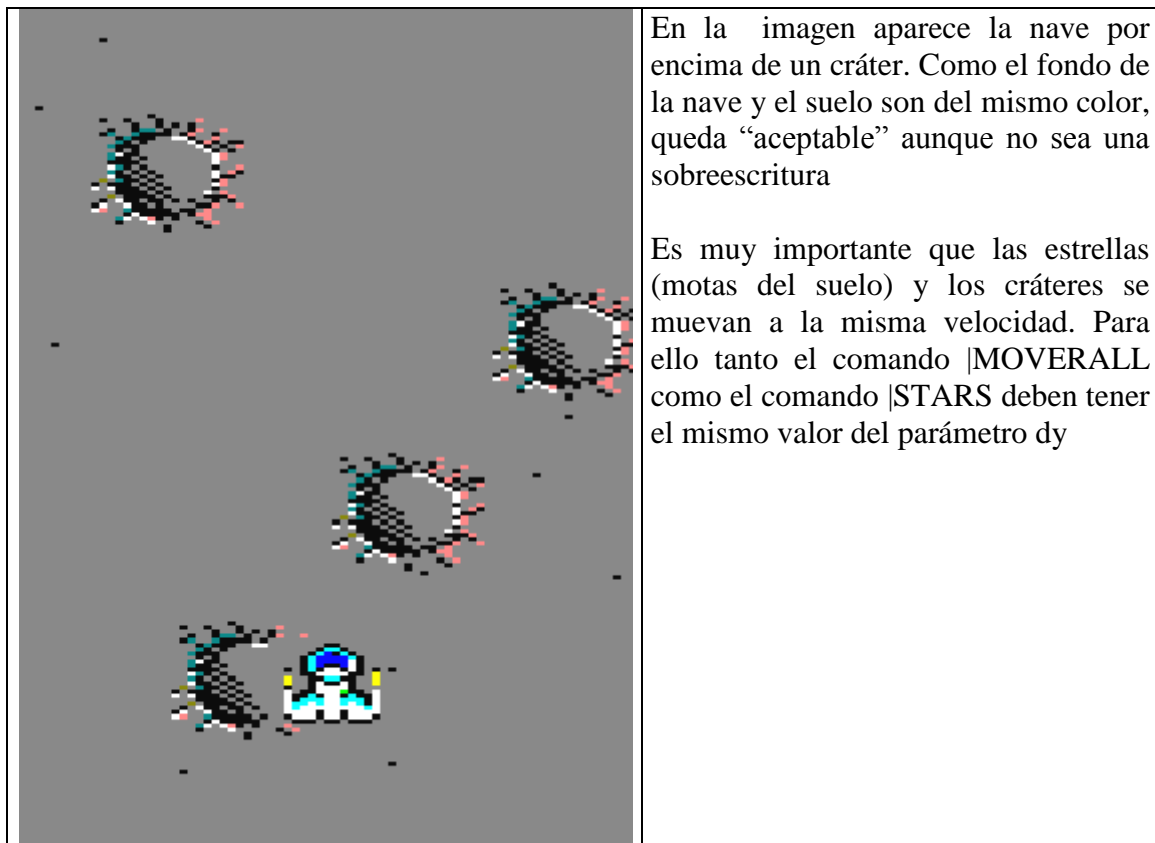 En la imagen aparece la nave por
encima de un cráter. Como el fondo de
la nave y el suelo son del mismo color,
queda “aceptable” aunque no sea una
sobreescritura
Es muy importante que las estrellas
(motas del suelo) y los cráteres se
muevan a la misma velocidad. Para
ello tanto el comando |MOVERALL
como el comando |STARS deben tener
el mismo valor del parámetro dy